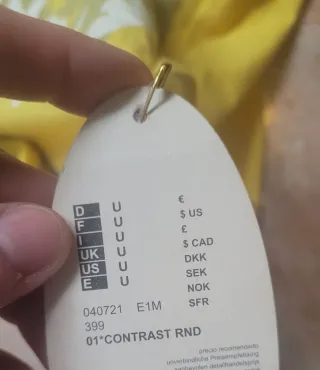 D U €
F U $ US
I U £
UK U $ CAD
US U DKK
E U SEK
NOK
040721 E1M SFR
399
01*CONTRAST RND
precio recomendado
unverbindliche Preisempfehlung